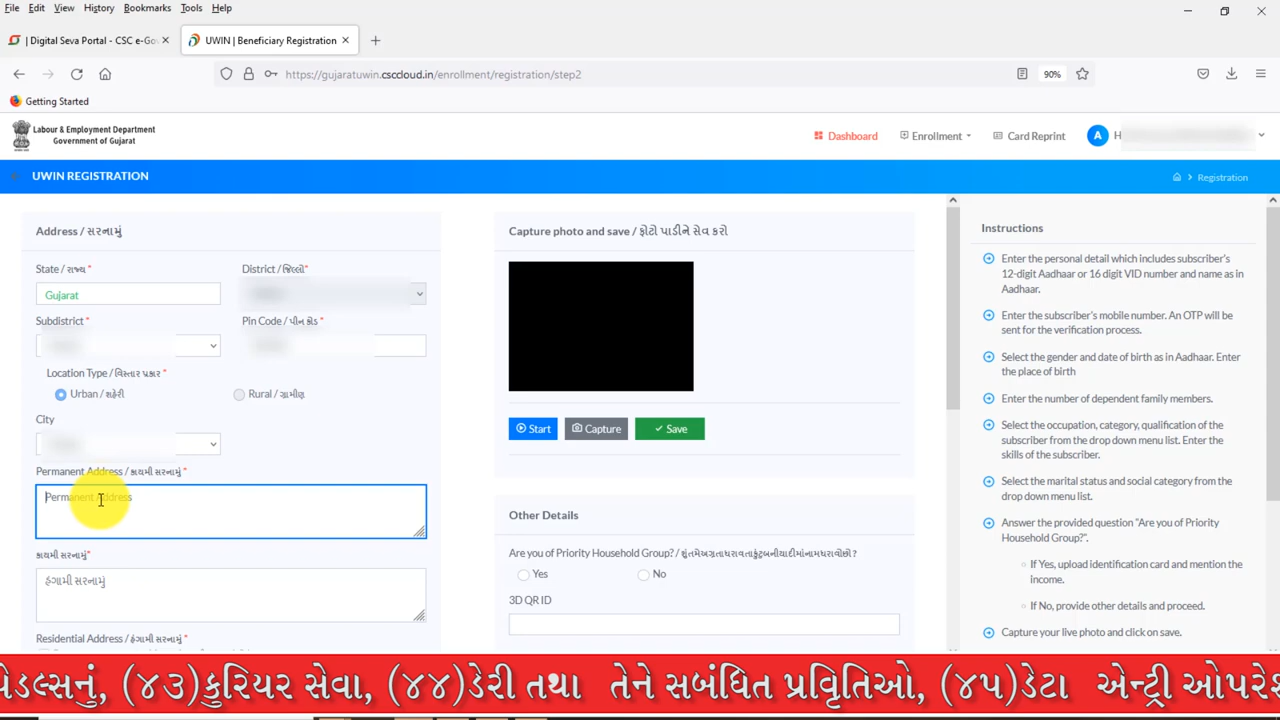 File Edit View History Bookmarks Tools Help
| Digital Seva Portal - CSC e-Gov
UWIN | Beneficiary Registration
https://gujaratuwin.csccloud.in/enrollment/registration/step2
90%
Getting Started
Labour & Employment Department
Government of Gujarat
Dashboard
Enrollment
Card Reprint
A H
UWIN REGISTRATION
Registration
Address / સરનામું
State / રાજ્ય *
District / જિલ્લો*
Gujarat
Subdistrict *
Pin Code / પીન કોડ *
Location Type / વિસ્તાર પ્રકાર *
Urban / શહેરી
Rural / ગ્રામીણ
City
Permanent Address / કાયમી સરનામું *
Permanent Address
કાયમી સરનામું*
હંગામી સરનામું
Residential Address / હંગામી સરનામું *
Capture photo and save / ફોટો પાડીને સેવ કરો
Start
Capture
Save
Other Details
Are you of Priority Household Group? / શુંતમેઅગ્રતાધરાવતાકુંટુબનીયાદીમાંનામધરાવોછો?
Yes
No
3D QR ID
Instructions
Enter the personal detail which includes subscriber's
12-digit Aadhaar or 16 digit VID number and name as in
Aadhaar.
Enter the subscriber's mobile number. An OTP will be
sent for the verification process.
Select the gender and date of birth as in Aadhaar. Enter
the place of birth
Enter the number of dependent family members.
Select the occupation, category, qualification of the
subscriber from the drop down menu list. Enter the
skills of the subscriber.
Select the marital status and social category from the
drop down menu list.
Answer the provided question "Are you of Priority
Household Group?".
If Yes, upload identification card and mention the
income.
If No, provide other details and proceed.
Capture your live photo and click on save.
પેડલ્સનું, (૪૩)કુરિયર સેવા, (૪૪)ડેરી તથા તેને સબંધિત પ્રવૃિતઓ, (૪૫)ડેટા એન્ટ્રી ઓપરેશ